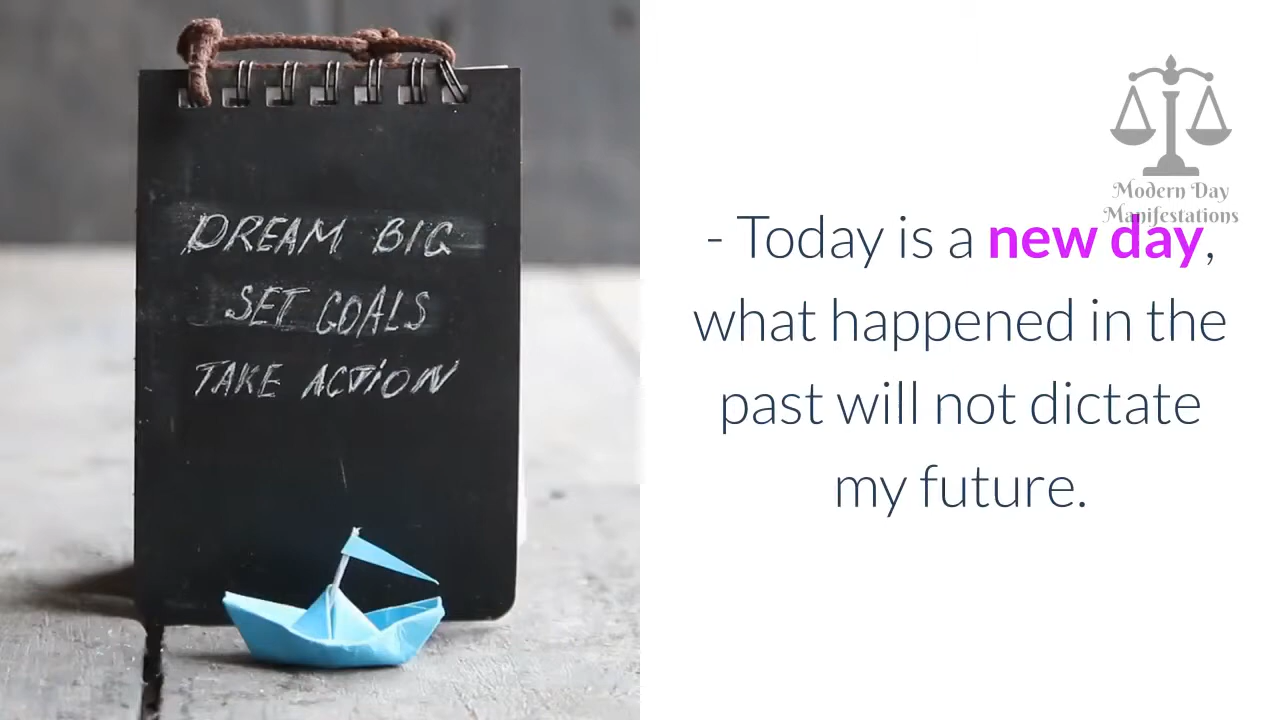 DREAM BIG
SET GOALS
TAKE ACTION
Modern Day
Manifestations
- Today is a new day,
what happened in the
past will not dictate
my future.